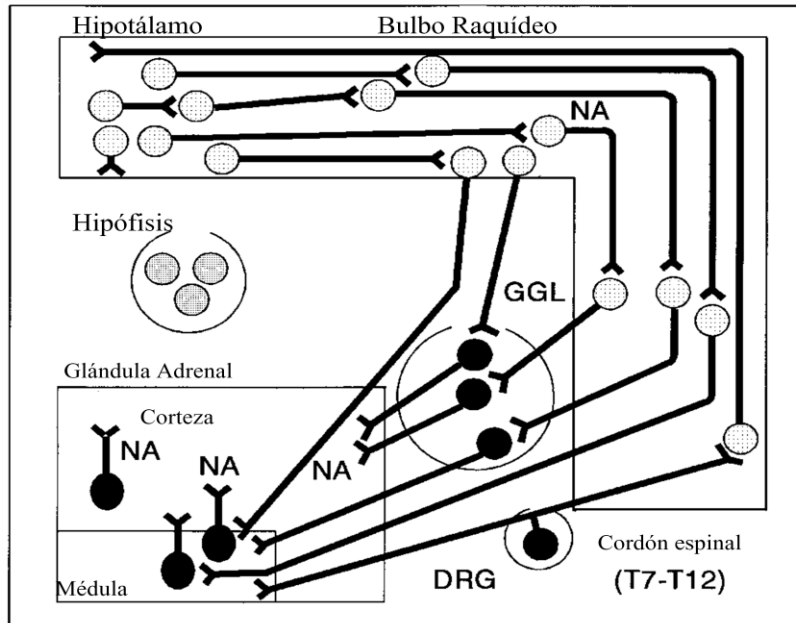 Hipotálamo
Bulbo Raquídeo
NA
Hipófisis
GGL
Glándula Adrenal
Corteza
NA
NA
NA
Médula
DRG
Cordón espinal
(T7-T12)